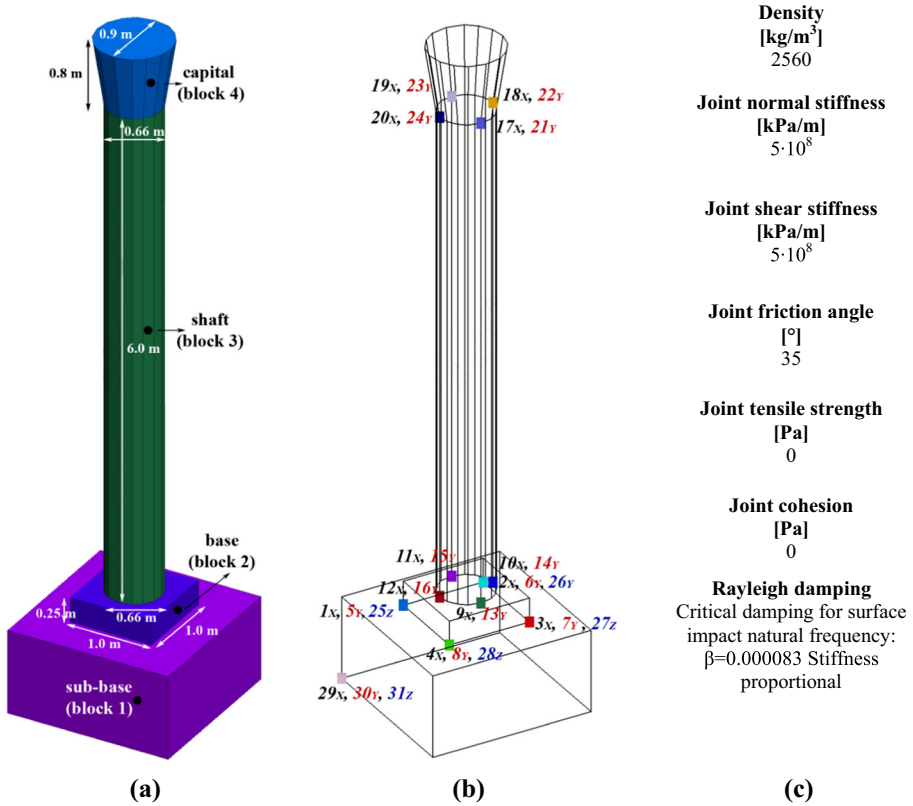 0.9 m
0.8 m
capital
(block 4)
0.66 m
shaft
(block 3)
6.0 m
base
(block 2)
0.25 m
0.66 m
1.0 m
1.0 m
sub-base
(block 1)
(a)
19X, 23Y
18X, 22Y
20X, 24Y
17X, 21Y
11X, 15Y
10X, 14Y
12X, 16Y
2X, 6Y, 26Y
1X, 5Y, 25Z
9X, 13Y
3X, 7Y, 27Z
4X, 8Y, 28Z
29X, 30Y, 31Z
(b)
Density
[kg/m³]
2560
Joint normal stiffness
[kPa/m]
5·10⁸
Joint shear stiffness
[kPa/m]
5·10⁸
Joint friction angle
[°]
35
Joint tensile strength
[Pa]
0
Joint cohesion
[Pa]
0
Rayleigh damping
Critical damping for surface
impact natural frequency:
β=0.000083 Stiffness
proportional
(c)